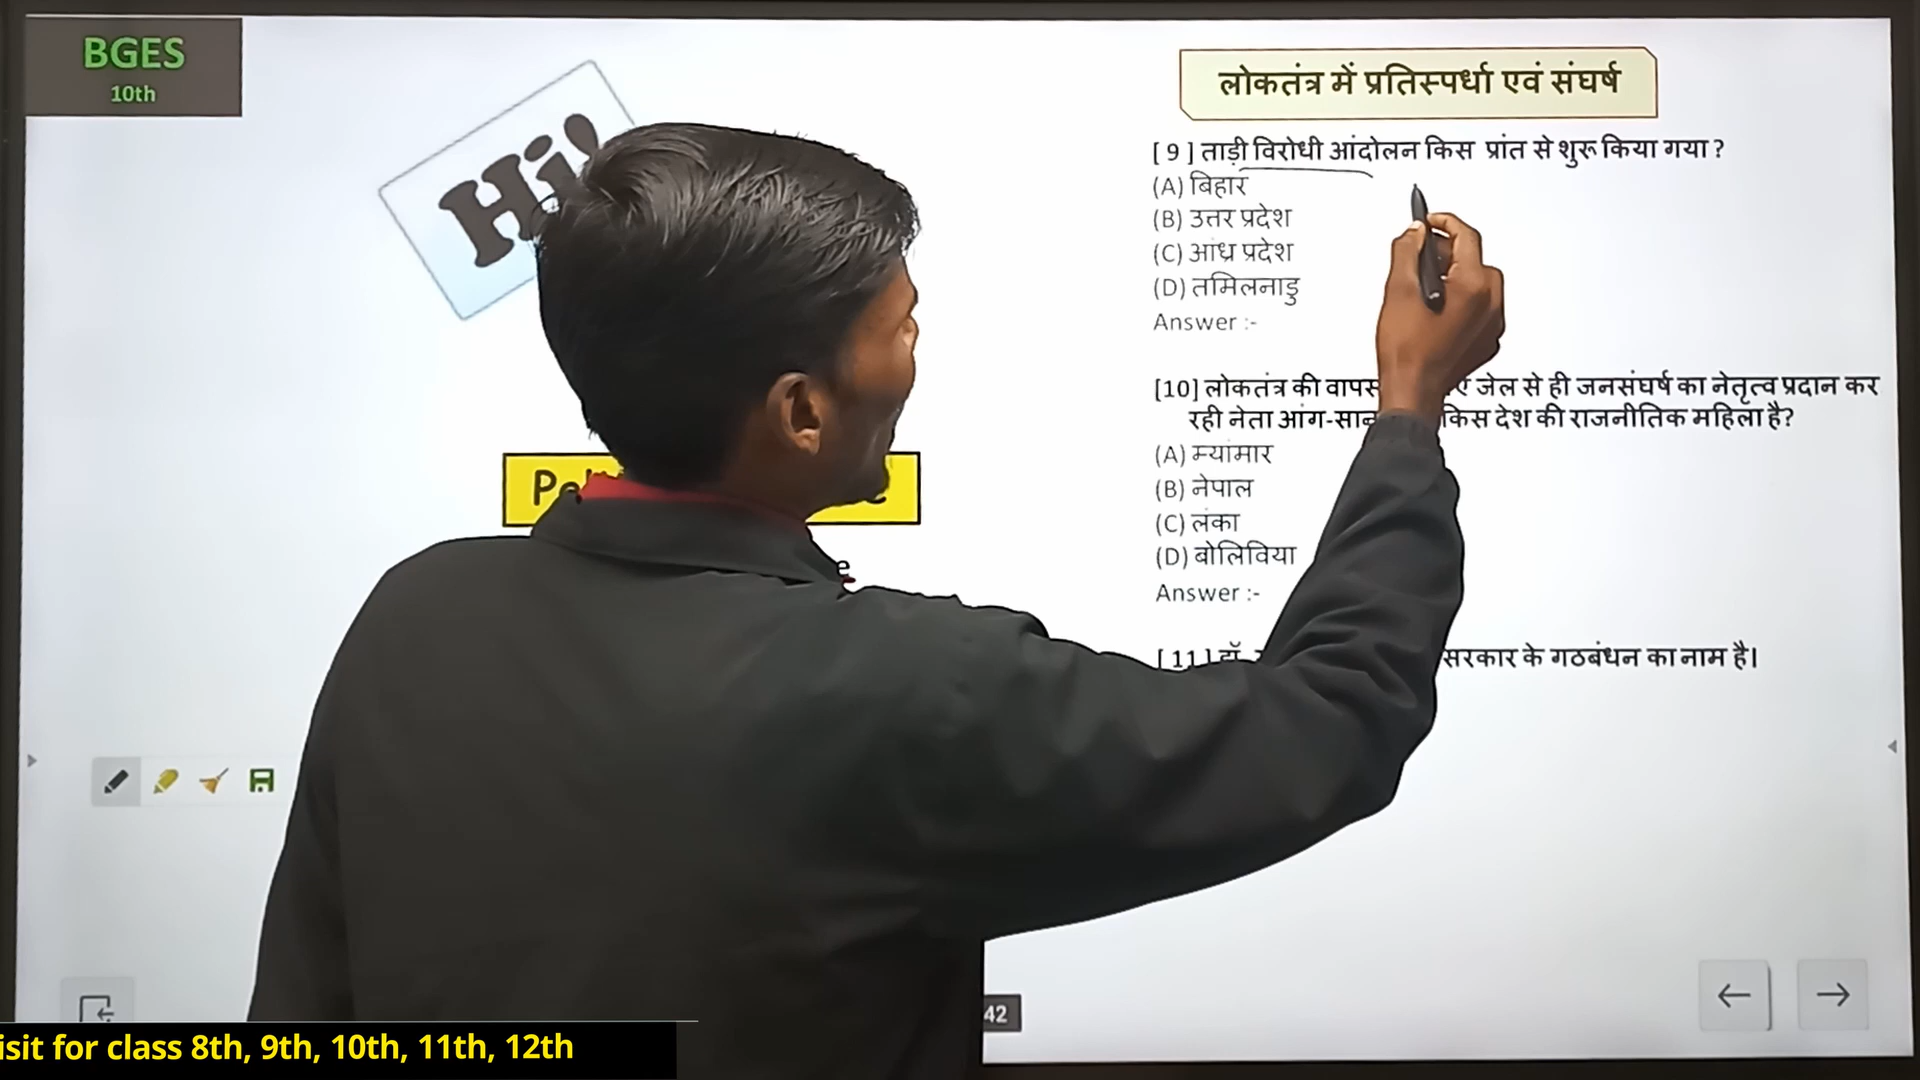 BGES
10th
Hi!
लोकतंत्र में प्रतिस्पर्धा एवं संघर्ष
[ 9 ] ताड़ी विरोधी आंदोलन किस प्रांत से शुरू किया गया ?
(A) बिहार
(B) उत्तर प्रदेश
(C) आंध्र प्रदेश
(D) तमिलनाडु
Answer :-
[10] लोकतंत्र की जेल से ही जनसंघर्ष का नेतृत्व प्रदान कर
रही नेता किस देश की राजनीतिक महिला है?
(A) म्यांमार
(B) नेपाल
(C) लंका
(D) बोलिविया
Answer :-
[ 11 ] डॉ. सरकार के गठबंधन का नाम है।
42
for class 8th, 9th, 10th, 11th, 12th